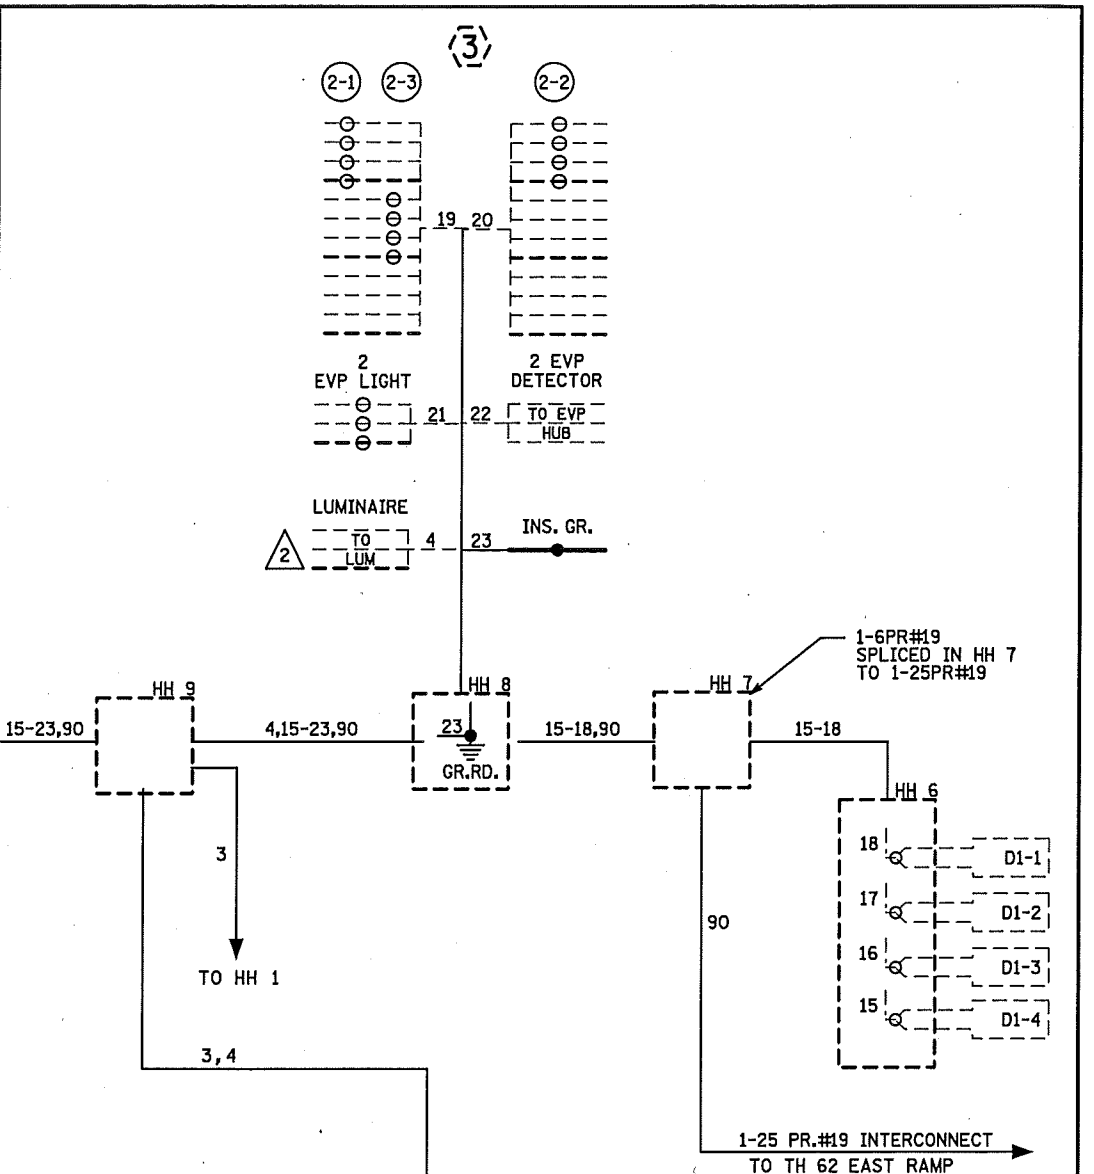 3
2-1 2-3 2-2
19 20
2
EVP LIGHT
2 EVP
DETECTOR
21 22
TO EVP
HUB
LUMINAIRE
2
TO
LUM
4 23
INS. GR.
1-6PR#19
SPLICED IN HH 7
TO 1-25PR#19
HH 9
HH 8
HH 7
15-23,90
4,15-23,90
23
GR.RD.
15-18,90
15-18
HH 6
18
D1-1
17
D1-2
16
D1-3
15
D1-4
3
TO HH 1
90
3,4
1-25 PR.#19 INTERCONNECT
TO TH 62 EAST RAMP